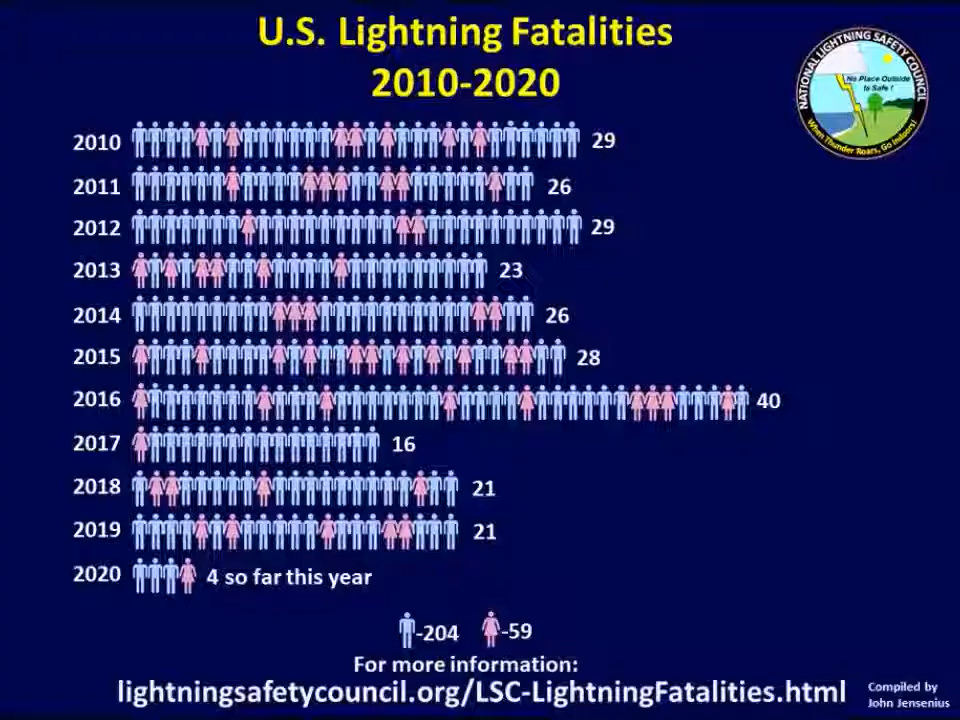 U.S. Lightning Fatalities
2010-2020
NATIONAL LIGHTNING SAFETY COUNCIL
No Place Outside
Is Safe !
When Thunder Roars, Go Indoors!
2010 29
2011 26
2012 29
2013 23
2014 26
2015 28
2016 40
2017 16
2018 21
2019 21
2020 4 so far this year
-204 -59
For more information:
lightningsafetycouncil.org/LSC-LightningFatalities.html
Compiled by
John Jensenius